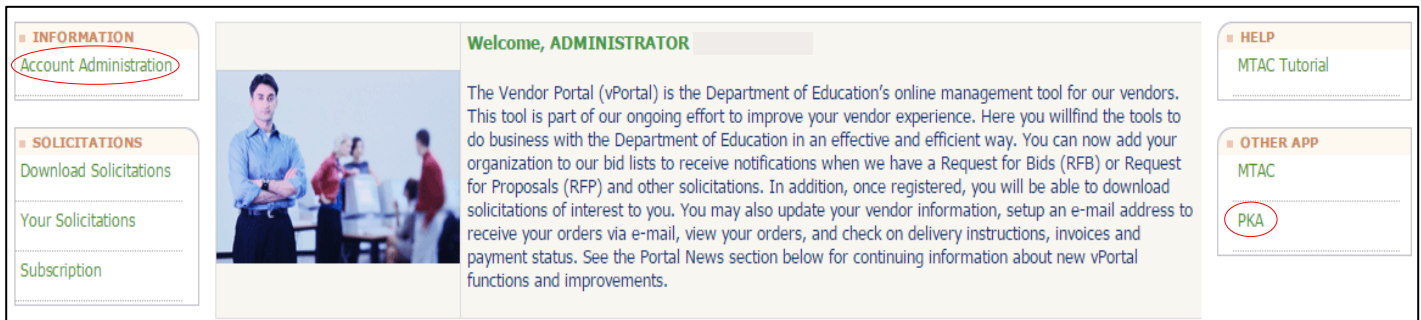 INFORMATION
Account Administration
SOLICITATIONS
Download Solicitations
Your Solicitations
Subscription
Welcome, ADMINISTRATOR
The Vendor Portal (vPortal) is the Department of Education's online management tool for our vendors.
This tool is part of our ongoing effort to improve your vendor experience. Here you willfind the tools to
do business with the Department of Education in an effective and efficient way. You can now add your
organization to our bid lists to receive notifications when we have a Request for Bids (RFB) or Request
for Proposals (RFP) and other solicitations. In addition, once registered, you will be able to download
solicitations of interest to you. You may also update your vendor information, setup an e-mail address to
receive your orders via e-mail, view your orders, and check on delivery instructions, invoices and
payment status. See the Portal News section below for continuing information about new vPortal
functions and improvements.
HELP
MTAC Tutorial
OTHER APP
MTAC
PKA